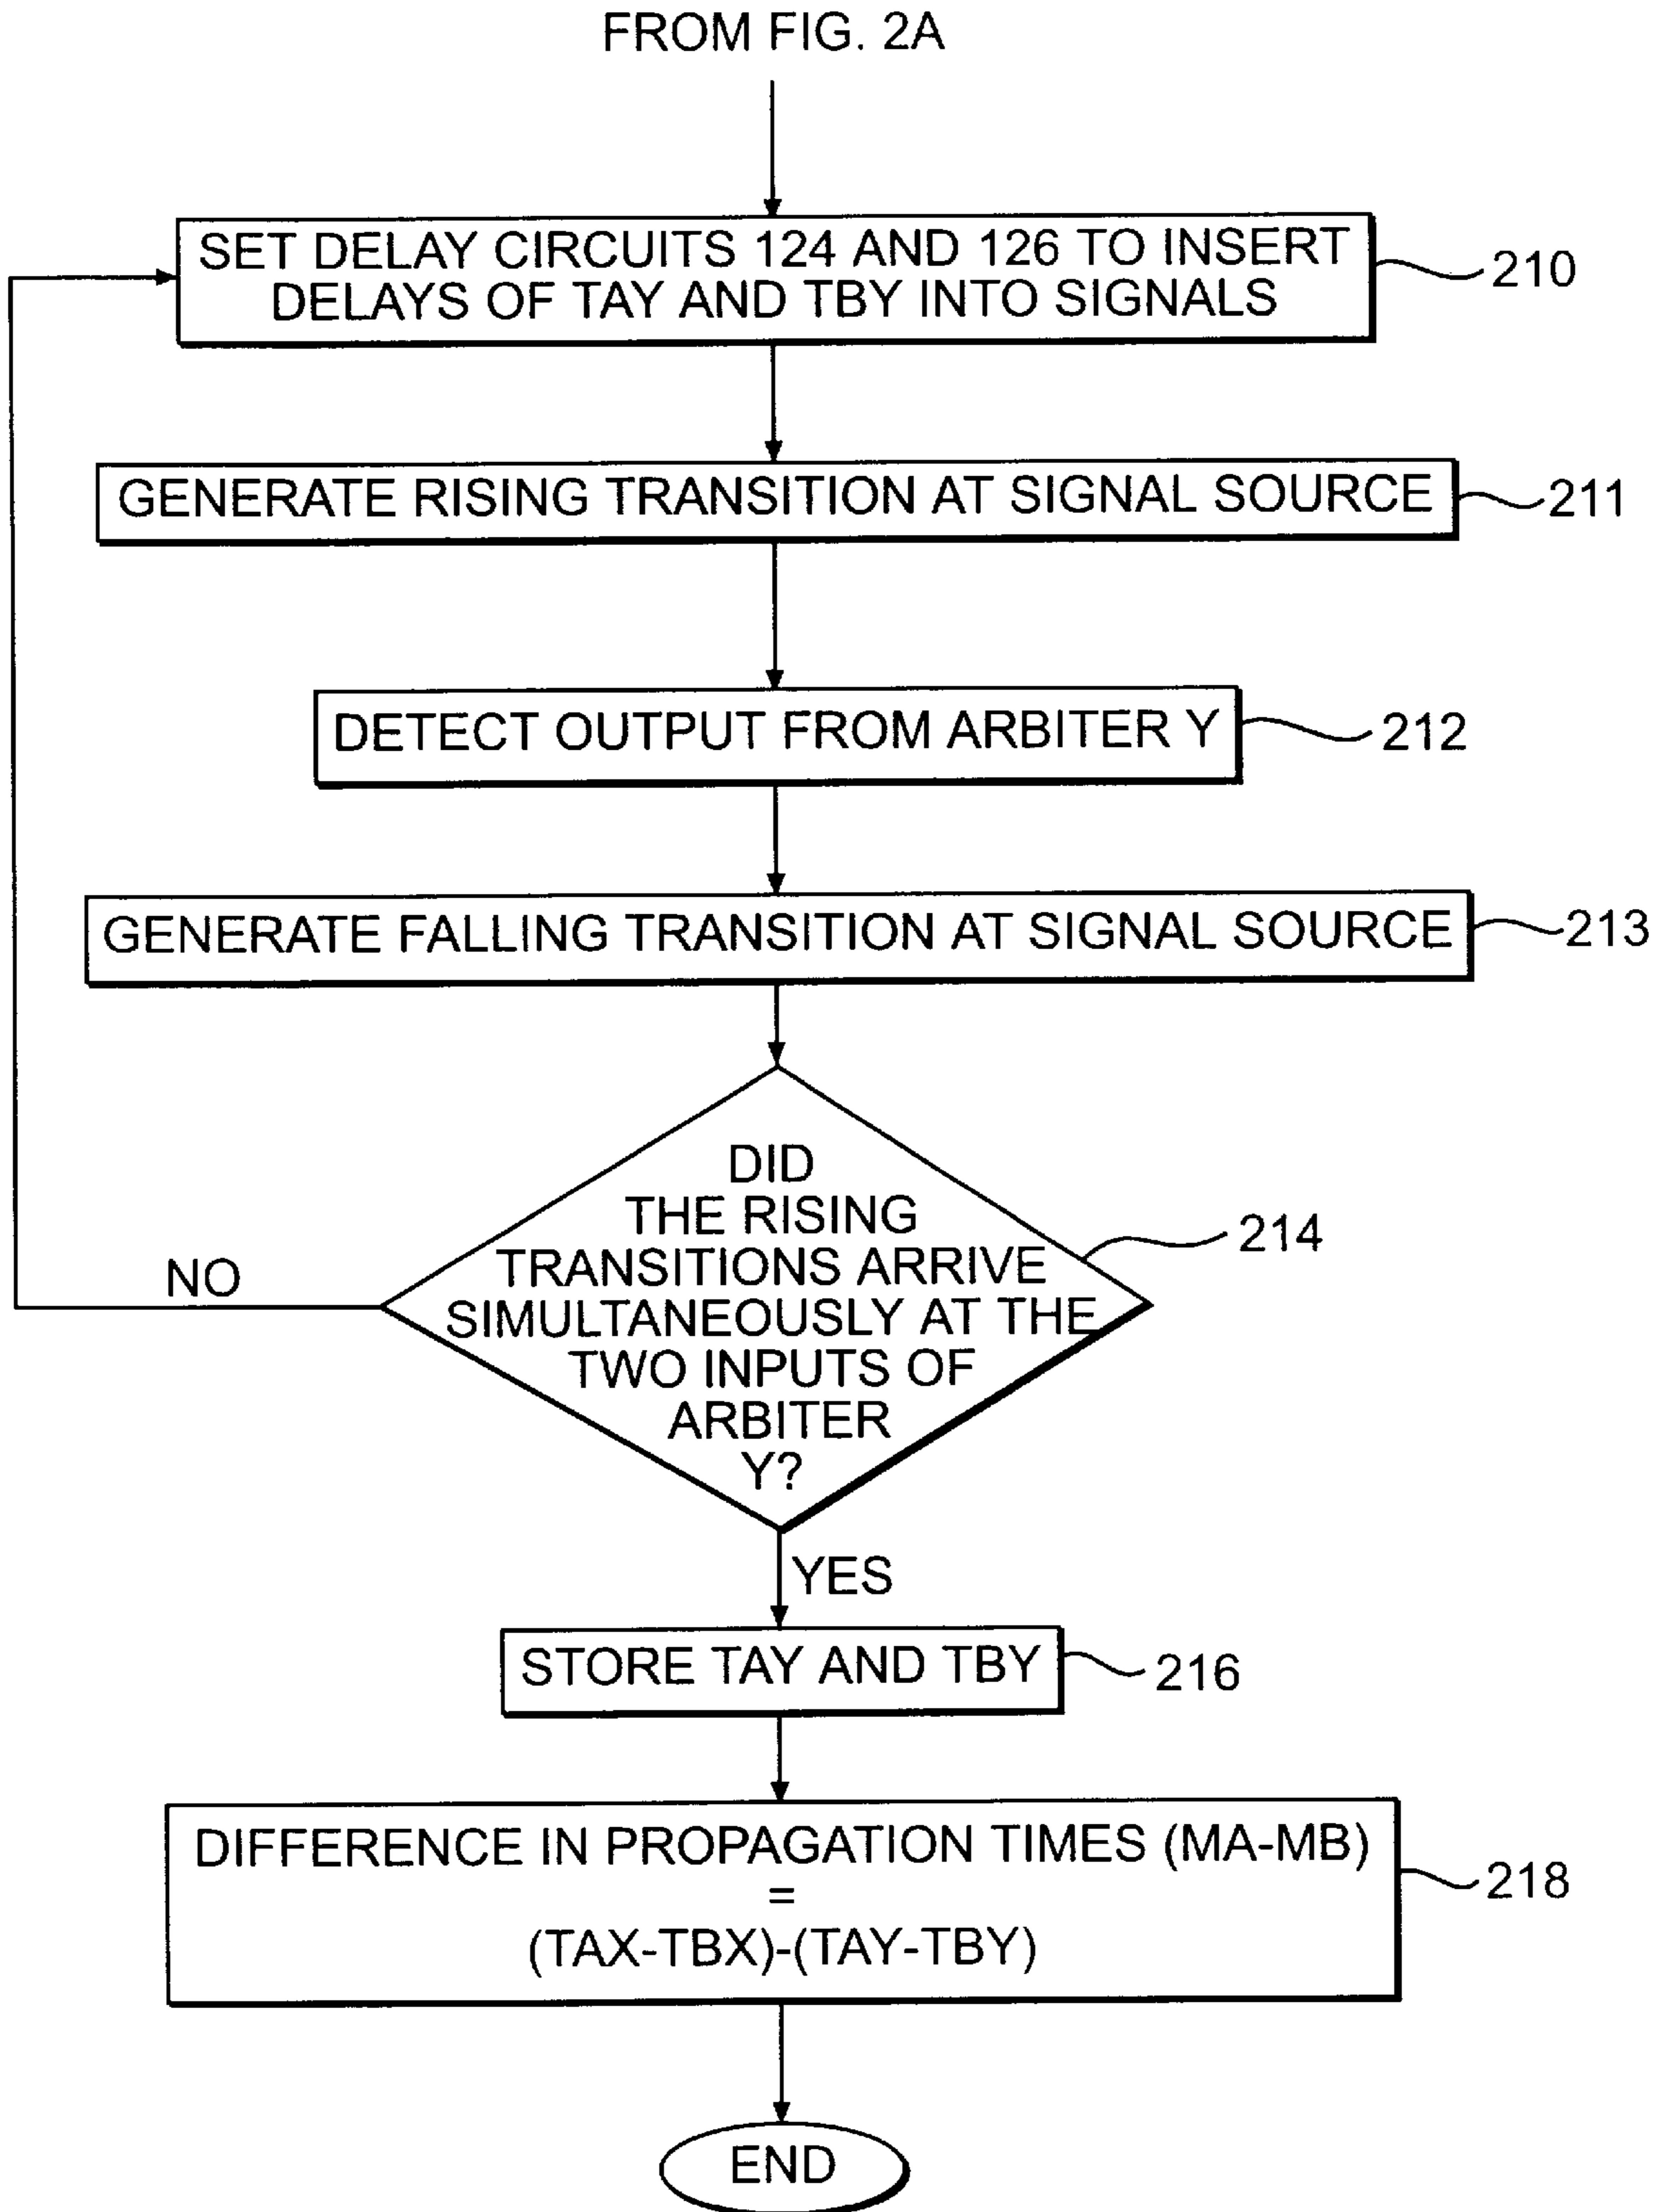 FROM FIG. 2A
SET DELAY CIRCUITS 124 AND 126 TO INSERT
DELAYS OF TAY AND TBY INTO SIGNALS
210
GENERATE RISING TRANSITION AT SIGNAL SOURCE
211
DETECT OUTPUT FROM ARBITER Y
212
GENERATE FALLING TRANSITION AT SIGNAL SOURCE
213
DID
THE RISING
TRANSITIONS ARRIVE
SIMULTANEOUSLY AT THE
TWO INPUTS OF
ARBITER
Y?
214
NO
YES
STORE TAY AND TBY
216
DIFFERENCE IN PROPAGATION TIMES (MA-MB)
=
(TAX-TBX)-(TAY-TBY)
218
END